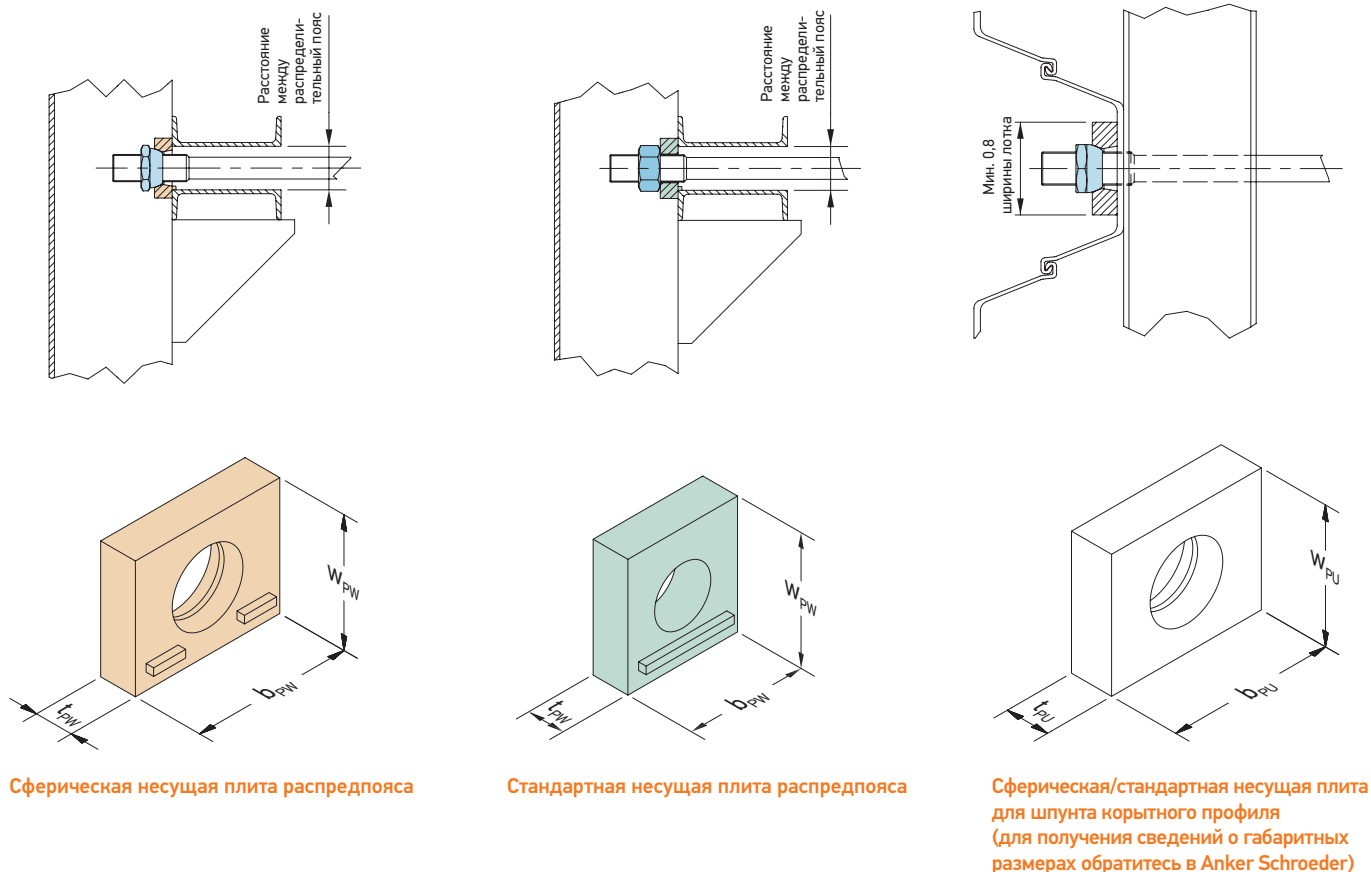 Расстояние
между
распредели-
тельный пояс
Расстояние
между
распредели-
тельный пояс
Мин. 0,8
ширины лотка
wPW
bPW
tPW
wPW
bPW
tPW
wPU
bPU
tPU
Сферическая несущая плита распредпояса
Стандартная несущая плита распредпояса
Сферическая/стандартная несущая плита
для шпунта корытного профиля
(для получения сведений о габаритных
размерах обратитесь в Anker Schroeder)